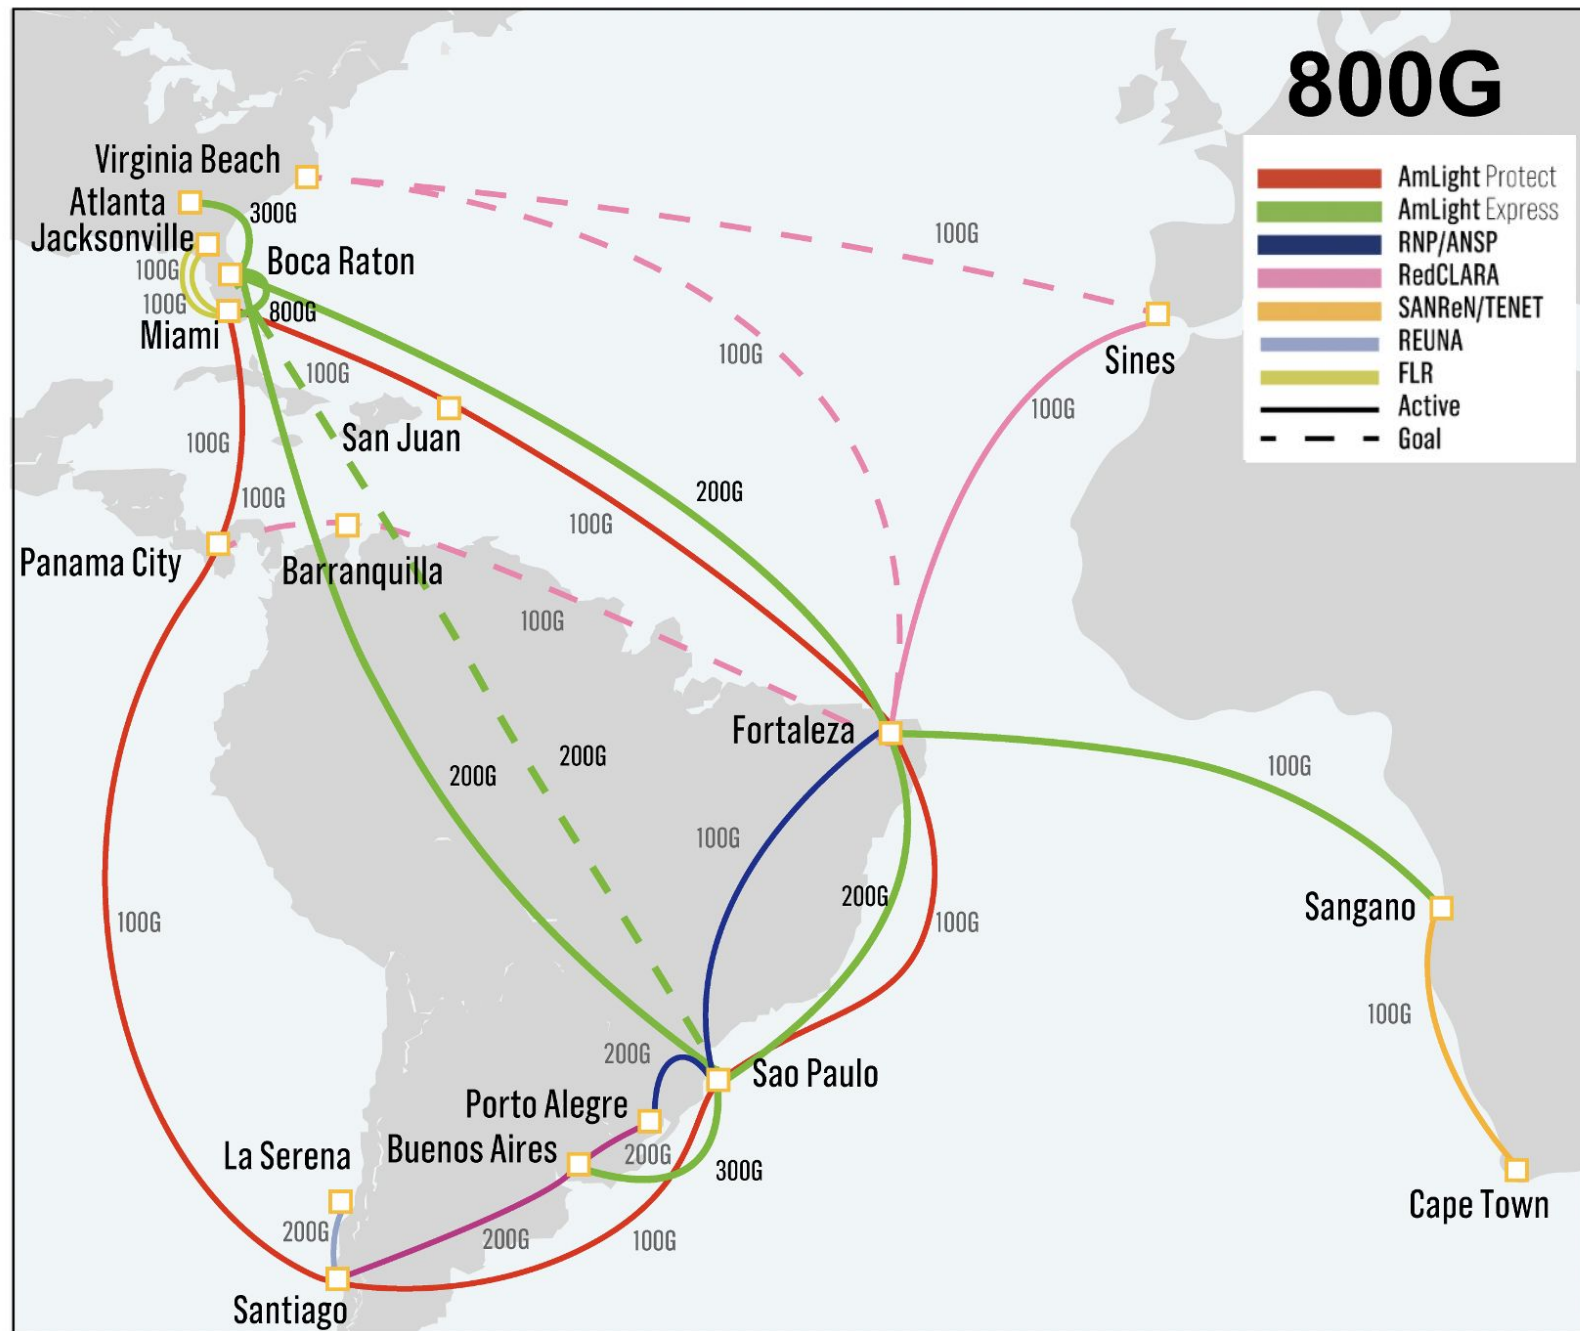 800G
AmLight Protect
AmLight Express
RNP/ANSP
RedCLARA
SANReN/TENET
REUNA
FLR
Active
Goal
Virginia Beach
Atlanta
300G
Jacksonville
100G
Boca Raton
100G
100G
800G
Miami
100G
100G
Sines
100G
San Juan
100G
100G
200G
100G
Panama City
Barranquilla
100G
Fortaleza
200G
200G
100G
100G
200G
Sangano
100G
100G
100G
200G
Sao Paulo
Porto Alegre
Buenos Aires
200G
La Serena
300G
Cape Town
200G
200G
100G
Santiago